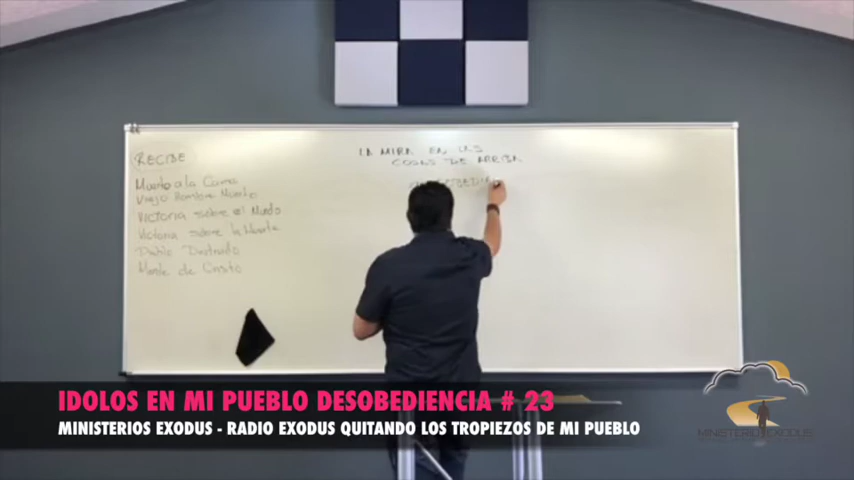 RECIBE
Muerto a la Carne
Viejo Hombre Muerto
Victoria sobre el Mundo
Victoria sobre la Muerte
Diablo Destruido
Mente de Cristo
LA MIRA EN LAS
COSAS DE ARRIBA
IDOLOS EN MI PUEBLO DESOBEDIENCIA # 23
MINISTERIOS EXODUS - RADIO EXODUS QUITANDO LOS TROPIEZOS DE MI PUEBLO
MINISTERIO EXODUS